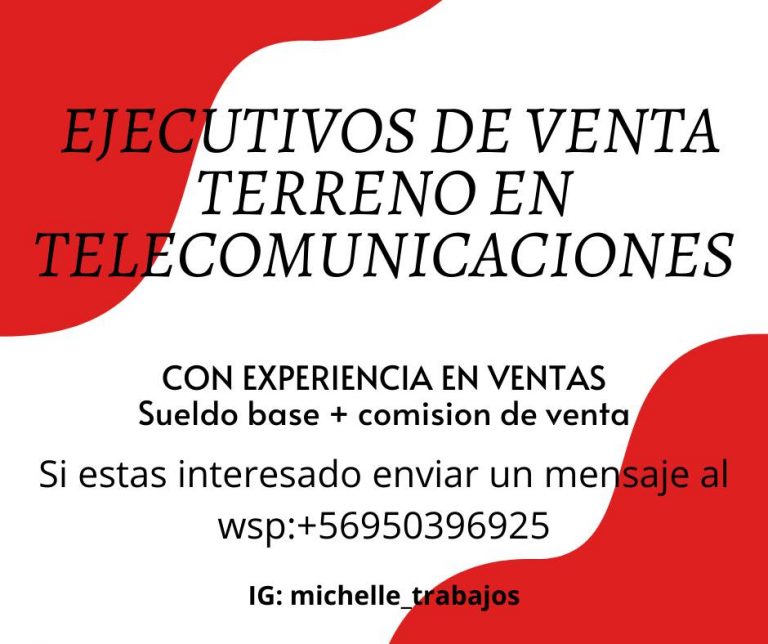 EJECUTIVOS DE VENTA
TERRENO EN
TELECOMUNICACIONES
CON EXPERIENCIA EN VENTAS
Sueldo base + comision de venta
Si estas interesado enviar un mensaje al
wsp:+56950396925
IG: michelle_trabajos